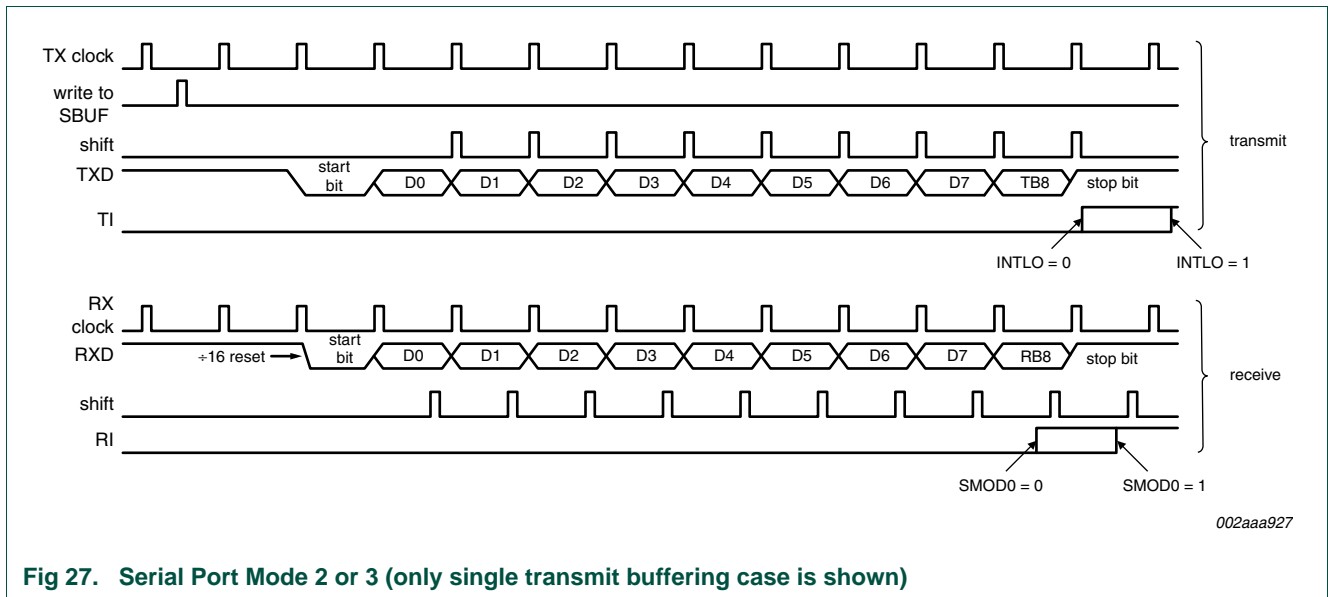 TX clock
write to
SBUF
shift
start
bit
TXD
D0 D1 D2 D3 D4 D5 D6 D7 TB8 stop bit
TI
transmit
INTLO = 0 INTLO = 1
RX
clock
RXD
÷16 reset
start
bit
D0 D1 D2 D3 D4 D5 D6 D7 RB8 stop bit
shift
RI
receive
SMOD0 = 0 SMOD0 = 1
002aaa927
Fig 27. Serial Port Mode 2 or 3 (only single transmit buffering case is shown)